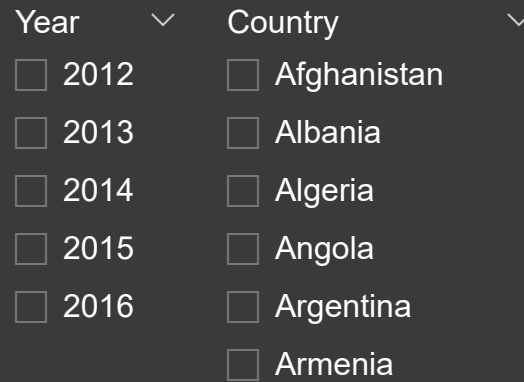 Year
2012
2013
2014
2015
2016
Country
Afghanistan
Albania
Algeria
Angola
Argentina
Armenia